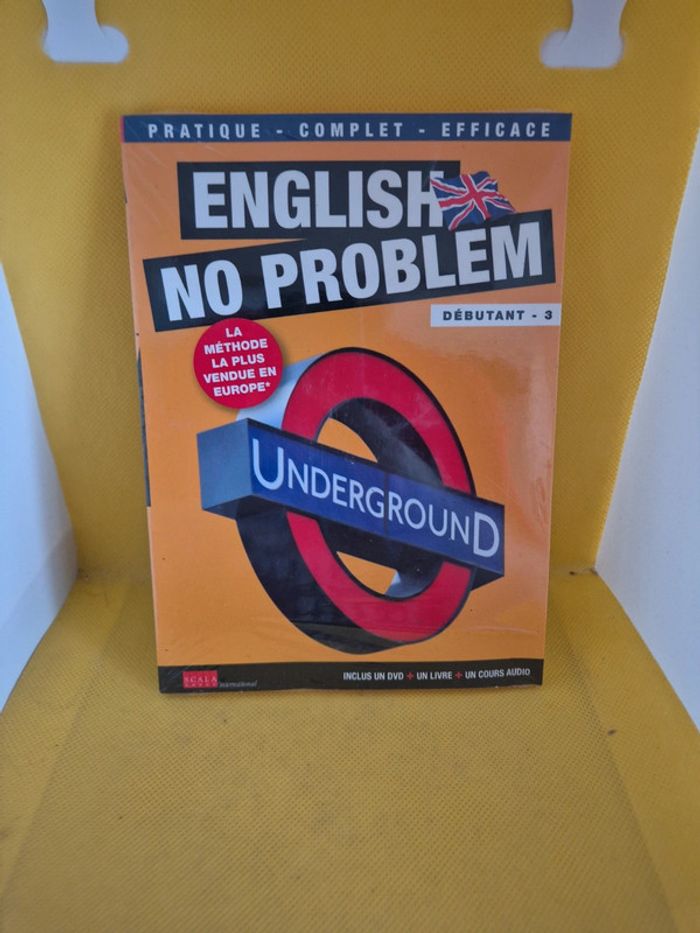 PRATIQUE - COMPLET - EFFICACE
ENGLISH
NO PROBLEM
DÉBUTANT - 3
LA
MÉTHODE
LA PLUS
VENDUE EN
EUROPE*
UNDERGROUND
SCALA
international
INCLUS UN DVD + UN LIVRE + UN COURS AUDIO